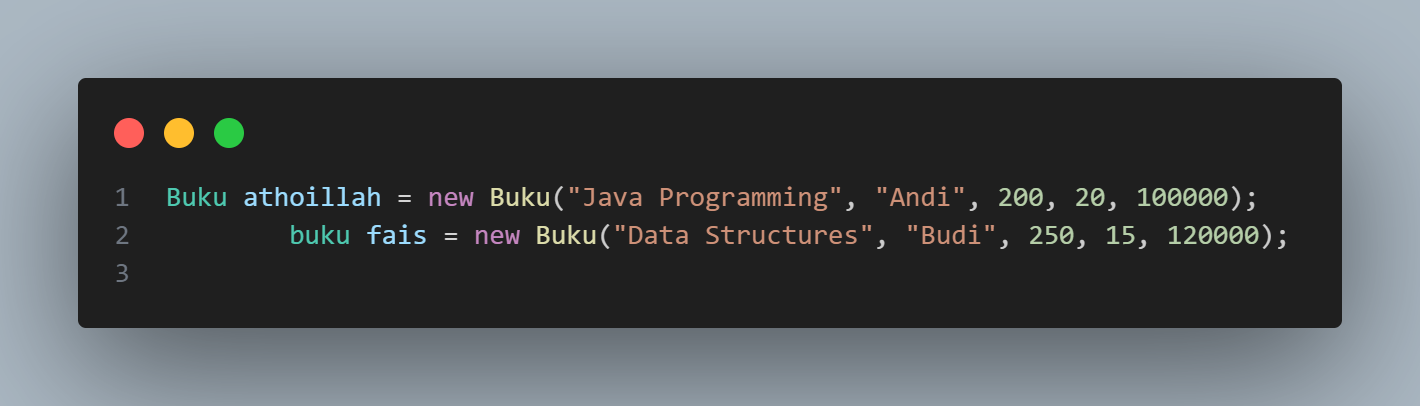 1 Buku athoillah = new Buku("Java Programming", "Andi", 200, 20, 100000);
2         buku fais = new Buku("Data Structures", "Budi", 250, 15, 120000);
3